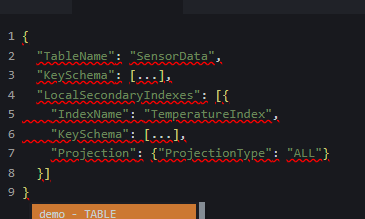 1 {
2 "TableName": "SensorData",
3 "KeySchema": [...],
4 "LocalSecondaryIndexes": [{
5 "IndexName": "TemperatureIndex",
6 "KeySchema": [...],
7 "Projection": {"ProjectionType": "ALL"}
8 }]
9 }
demo - TABLE